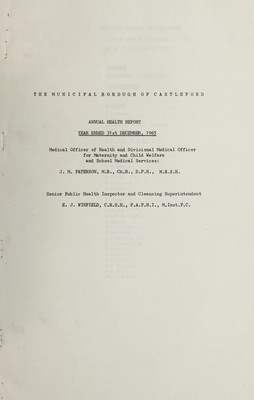 THE MUNICIPAL BOROUGH OF CASTLEFORD
ANNUAL HEALTH REPORT
YEAR ENDED 31st DECEMBER, 1965
Medical Officer of Health and Divisional Medical Officer
for Maternity and Child Welfare
and School Medical Services:
J. M. PATERSON, M.B., Ch.B., D.P.H., M.R.S.H.
Senior Public Health Inspector and Cleansing Superintendent
K. J. WINFIELD, C.R.S.H., F.A.P.H.I., M.Inst.P.C.